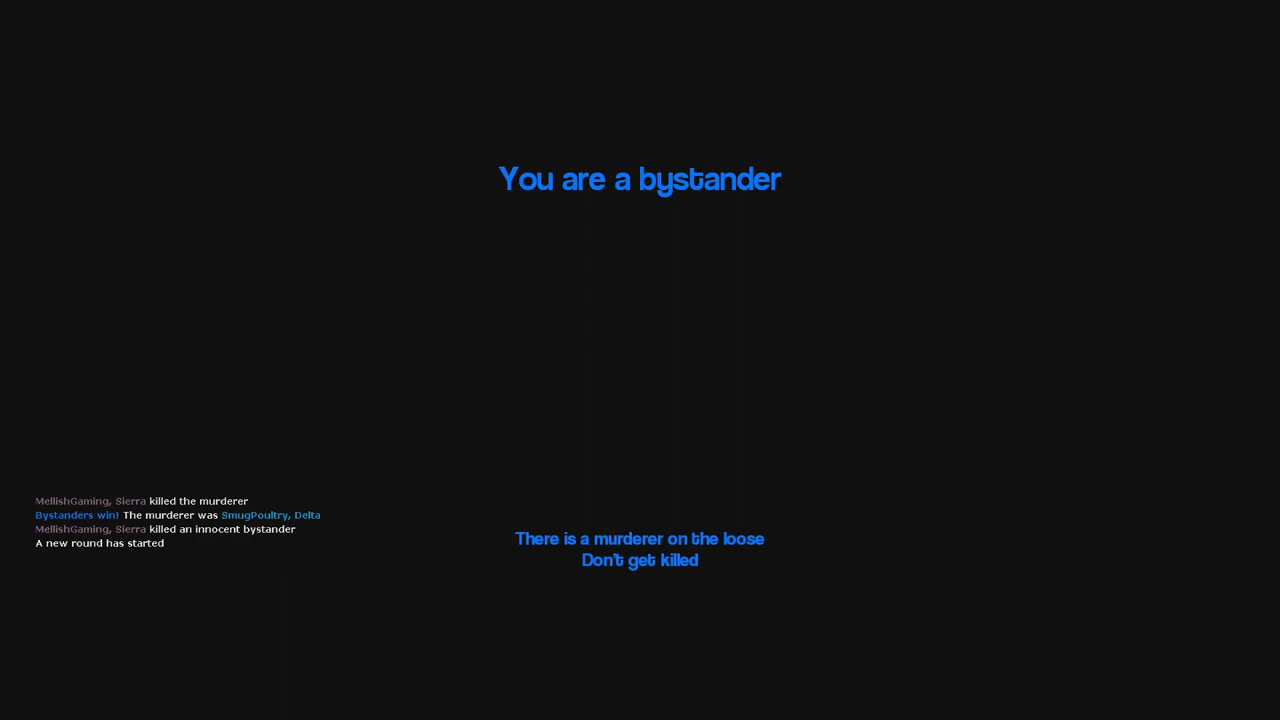 You are a bystander
MellishGaming, Sierra killed the murderer
Bystanders win! The murderer was SmugPoultry, Delta
MellishGaming, Sierra killed an innocent bystander
A new round has started
There is a murderer on the loose
Don't get killed